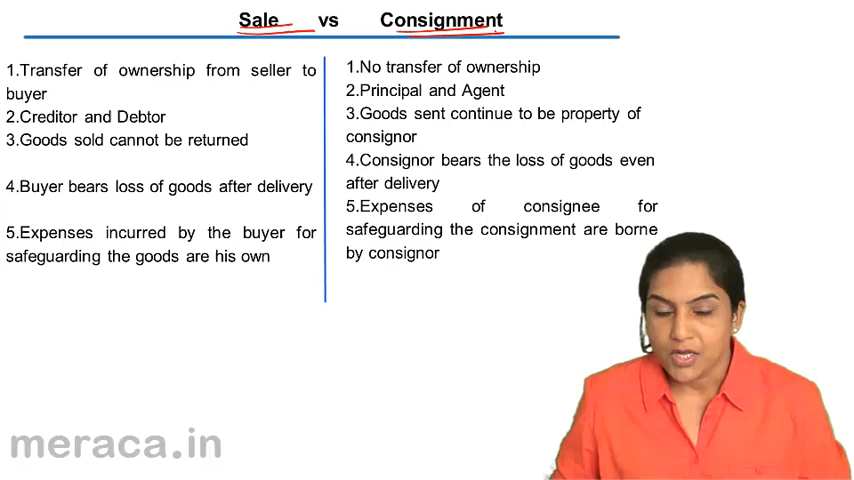 Sale vs Consignment
1.Transfer of ownership from seller to
buyer
2.Creditor and Debtor
3.Goods sold cannot be returned
4.Buyer bears loss of goods after delivery
5.Expenses incurred by the buyer for
safeguarding the goods are his own
1.No transfer of ownership
2.Principal and Agent
3.Goods sent continue to be property of
consignor
4.Consignor bears the loss of goods even
after delivery
5.Expenses of consignee for
safeguarding the consignment are borne
by consignor
meraca.in